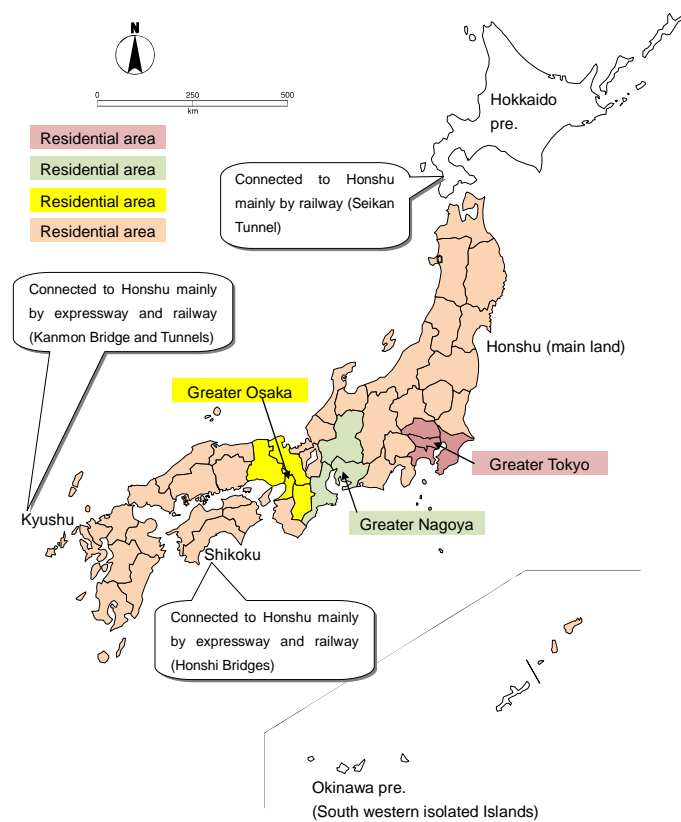 N
0
250
500
km
Hokkaido
pre.
Residential area
Residential area
Residential area
Residential area
Connected to Honshu
mainly by railway (Seikan
Tunnel)
Connected to Honshu mainly
by expressway and railway
(Kanmon Bridge and Tunnels)
Honshu (main land)
Greater Osaka
Greater Tokyo
Kyushu
Greater Nagoya
Shikoku
Connected to Honshu mainly
by expressway and railway
(Honshi Bridges)
Okinawa pre.
(South western isolated Islands)